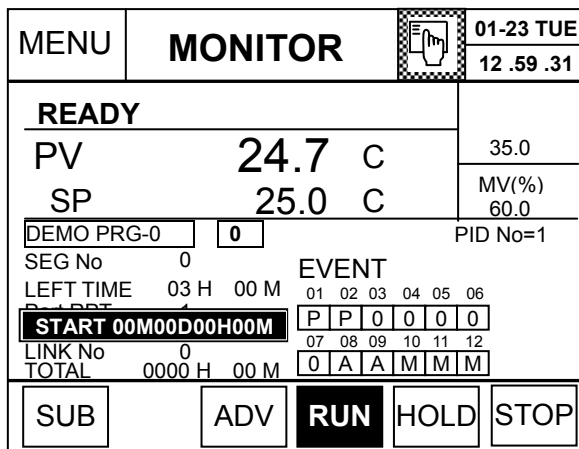 MENU MONITOR 01-23 TUE
12 .59 .31
READY
PV 24.7 C 35.0
SP 25.0 C MV(%)
60.0
DEMO PRG-0 0 PID No=1
SEG No 0
LEFT TIME 03 H 00 M
START 00M00D00H00M
LINK No 0
TOTAL 0000 H 00 M
EVENT
01 02 03 04 05 06
P P 0 0 0 0
07 08 09 10 11 12
0 A A M M M
SUB ADV RUN HOLD STOP